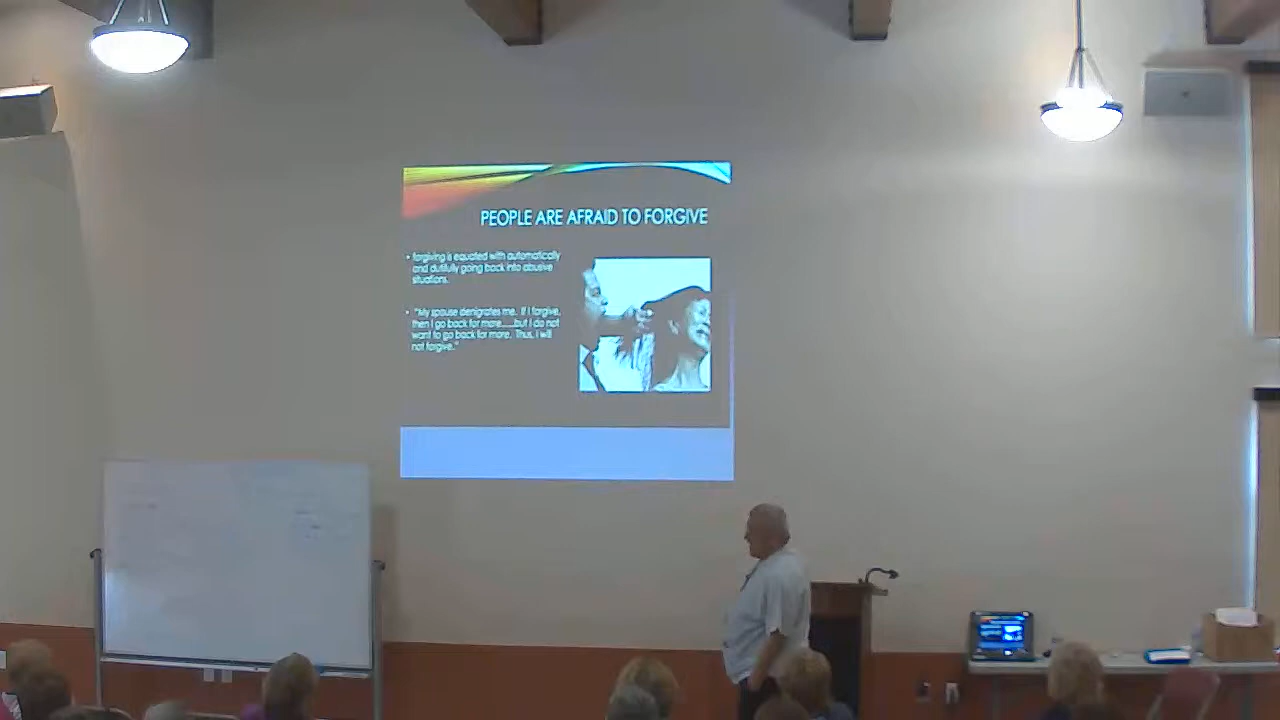 PEOPLE ARE AFRAID TO FORGIVE
• forgiving is equated with automatically
and dutifully going back into abusive
situations.
• "My spouse denigrates me. If I forgive,
then I go back for more.....but I do not
want to go back for more. Thus, I will
not forgive."